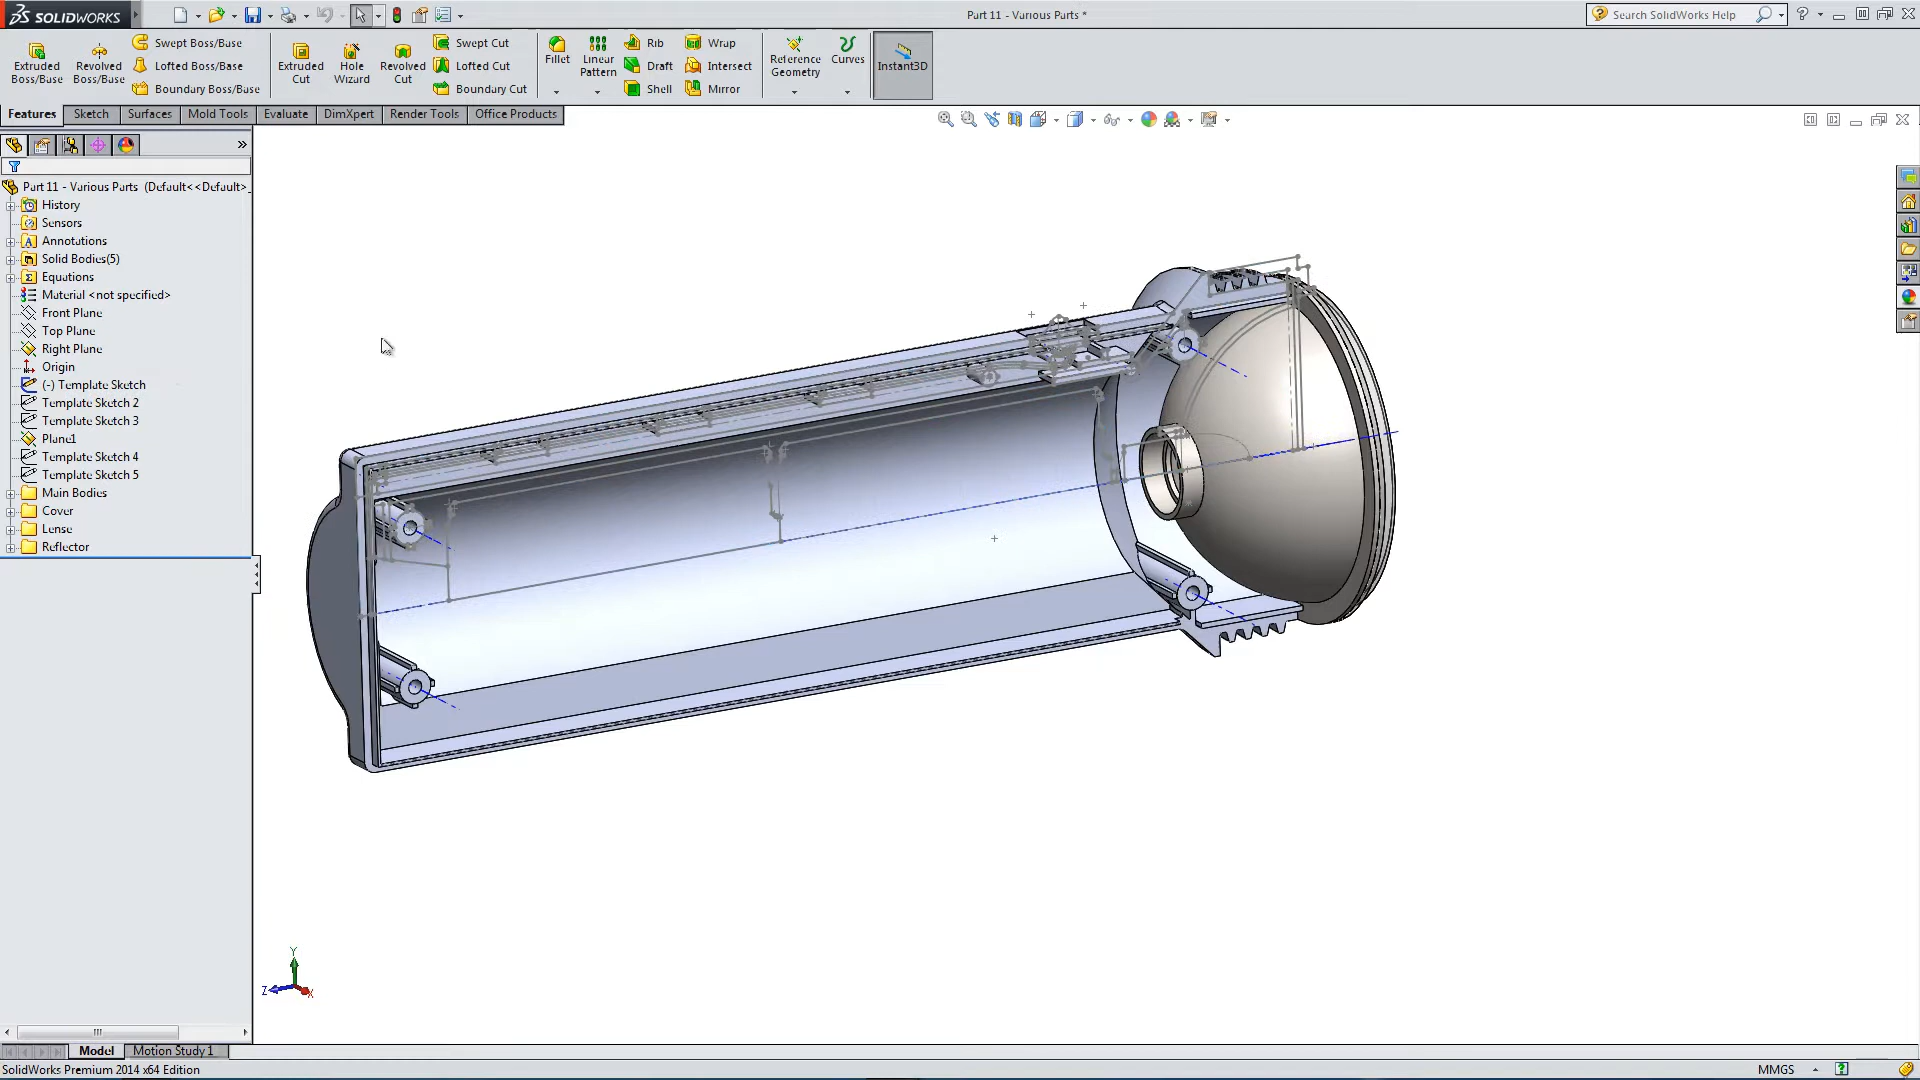 SOLIDWORKS
Part 11 - Various Parts *
Search SolidWorks Help
Extruded Boss/Base
Revolved Boss/Base
Swept Boss/Base
Lofted Boss/Base
Boundary Boss/Base
Extruded Cut
Hole Wizard
Revolved Cut
Swept Cut
Lofted Cut
Boundary Cut
Fillet
Linear Pattern
Rib
Draft
Shell
Wrap
Intersect
Mirror
Reference Geometry
Curves
Instant3D
Features
Sketch
Surfaces
Mold Tools
Evaluate
DimXpert
Render Tools
Office Products
Part 11 - Various Parts (Default<<Default>_
History
Sensors
Annotations
Solid Bodies(5)
Equations
Material <not specified>
Front Plane
Top Plane
Right Plane
Origin
(-) Template Sketch
Template Sketch 2
Template Sketch 3
Plane1
Template Sketch 4
Template Sketch 5
Main Bodies
Cover
Lense
Reflector
Y
Z
X
Model
Motion Study 1
SolidWorks Premium 2014 x64 Edition
MMGS